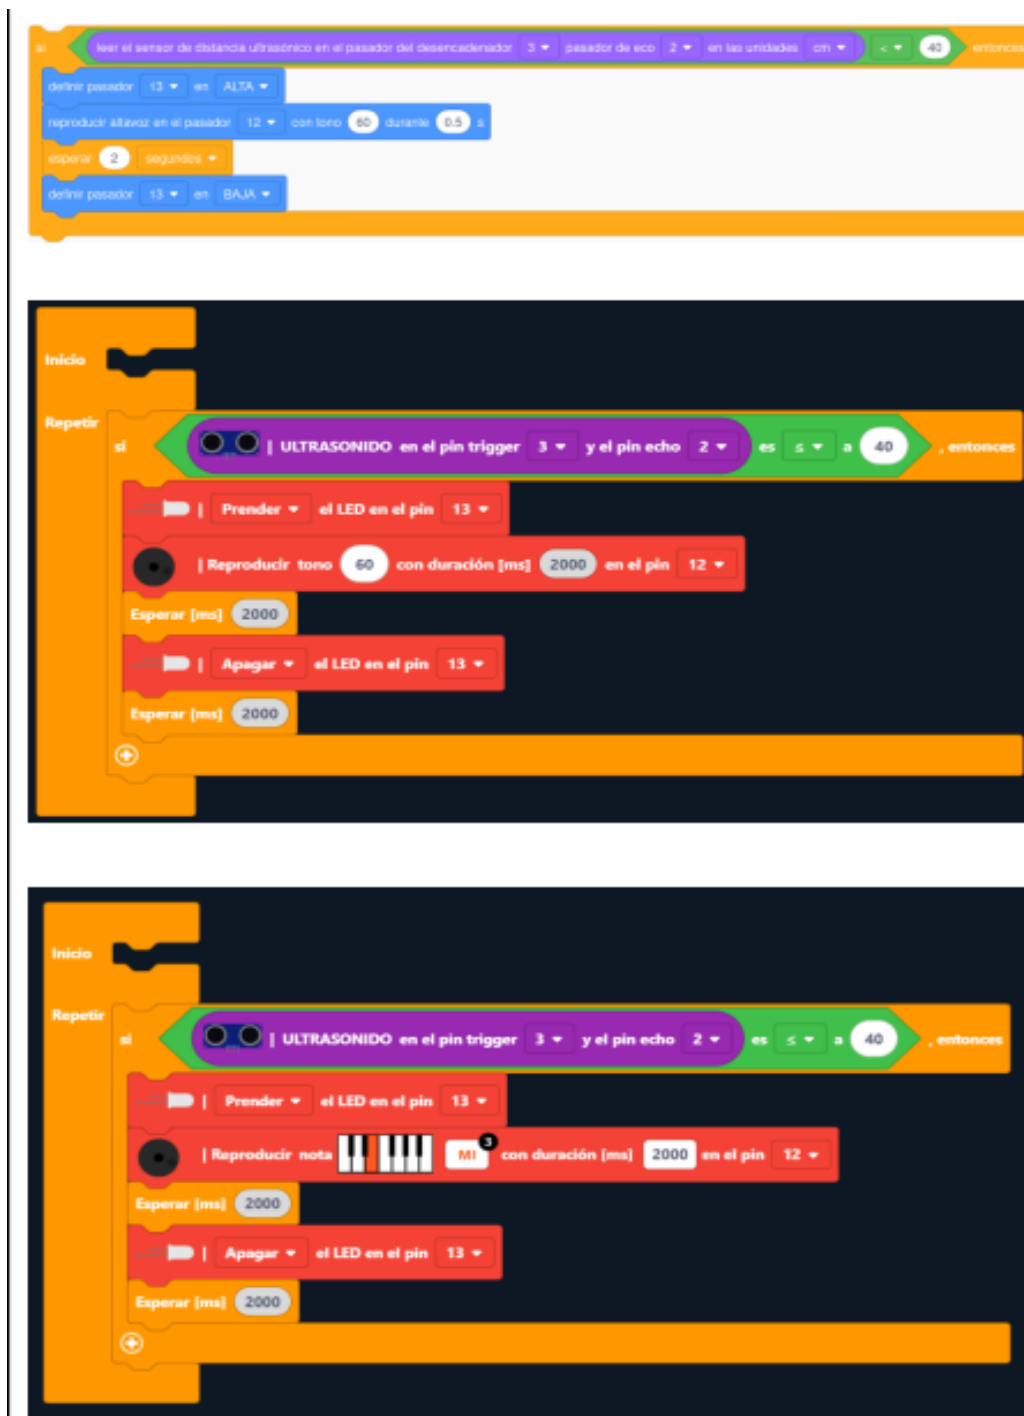 si leer el sensor de distancia ultrasónico en el pasador del desencadenador 3 pasador de eco 2 en las unidades cm < 40 entonces
definir pasador 13 en ALTA
reproducir altavoz en el pasador 12 con tono 60 durante 0.5 s
esperar 2 segundos
definir pasador 13 en BAJA
Inicio
Repetir
si | ULTRASONIDO en el pin trigger 3 y el pin echo 2 es ≤ a 40 , entonces
| Prender el LED en el pin 13
| Reproducir tono 60 con duración [ms] 2000 en el pin 12
Esperar [ms] 2000
| Apagar el LED en el pin 13
Esperar [ms] 2000
Inicio
Repetir
si | ULTRASONIDO en el pin trigger 3 y el pin echo 2 es ≤ a 40 , entonces
| Prender el LED en el pin 13
| Reproducir nota MI 3 con duración [ms] 2000 en el pin 12
Esperar [ms] 2000
| Apagar el LED en el pin 13
Esperar [ms] 2000